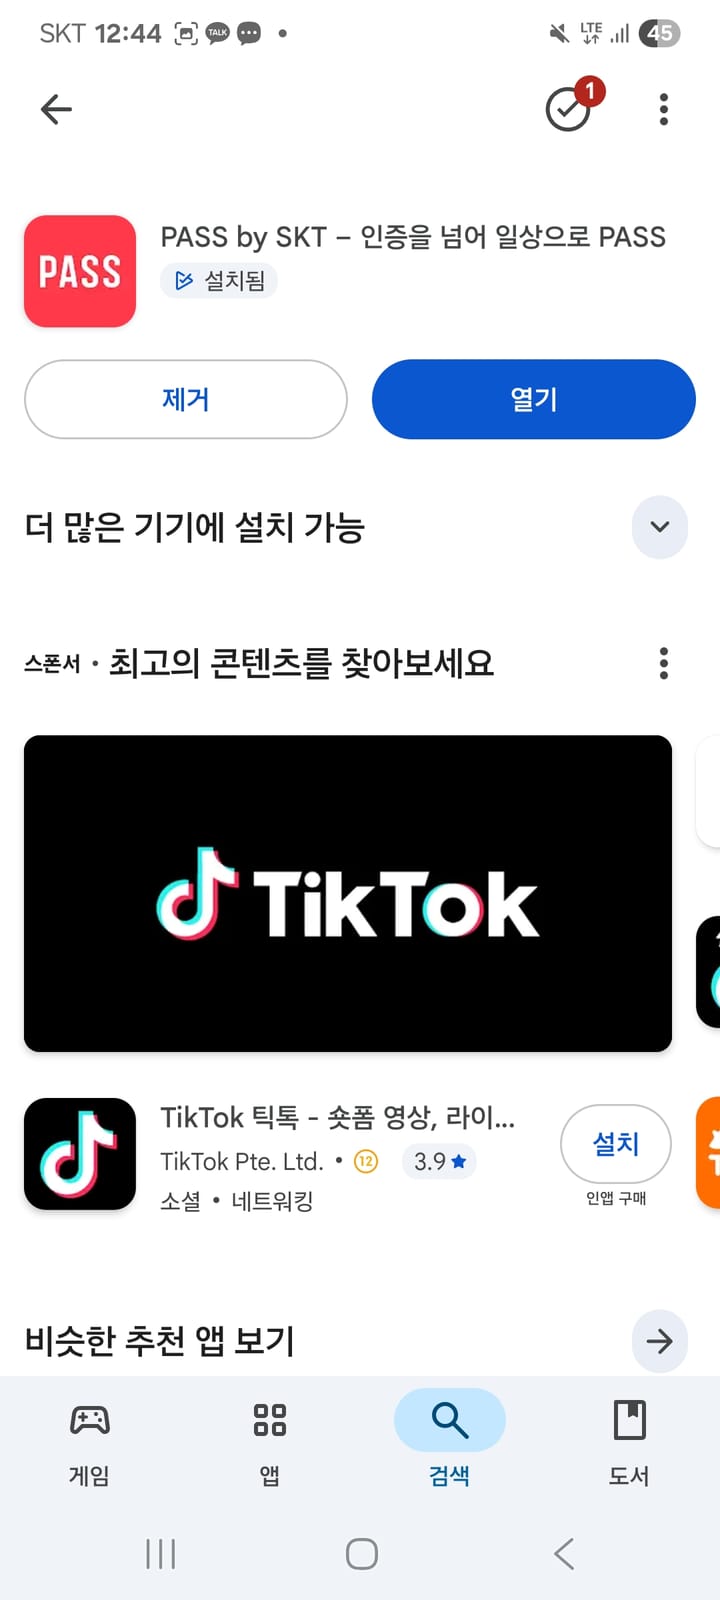 SKT 12:44 TALK LTE 45
1
PASS
PASS by SKT – 인증을 넘어 일상으로 PASS
설치됨
제거
열기
더 많은 기기에 설치 가능
스폰서 • 최고의 콘텐츠를 찾아보세요
TikTok
TikTok 틱톡 - 숏폼 영상, 라이...
TikTok Pte. Ltd. • 12 3.9★
소셜 • 네트워킹
설치
인앱 구매
비슷한 추천 앱 보기
게임 앱 검색 도서